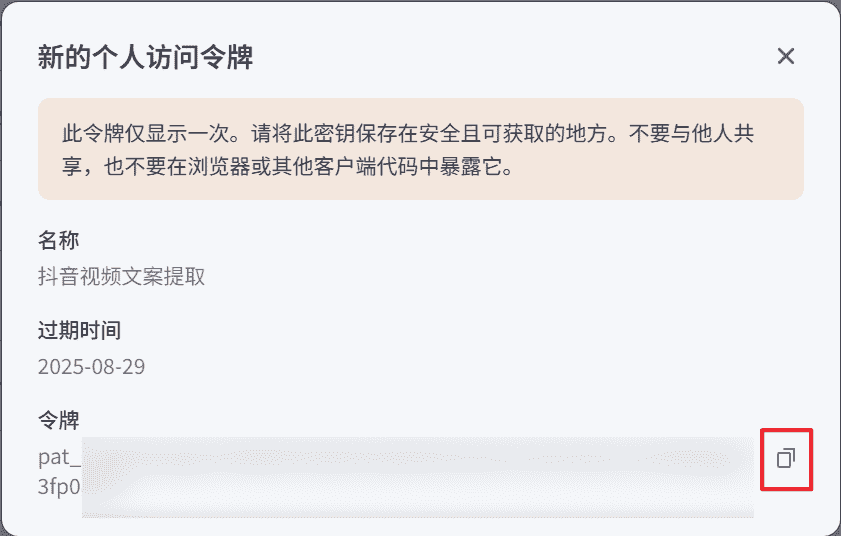 新的个人访问令牌
此令牌仅显示一次。请将此密钥保存在安全且可获取的地方。不要与他人共
享，也不要在浏览器或其他客户端代码中暴露它。
名称
抖音视频文案提取
过期时间
2025-08-29
令牌
pat_
3fp0